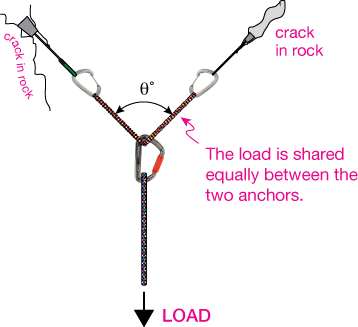 crack in rock
crack
in rock
θ°
The load is shared
equally between the
two anchors.
LOAD